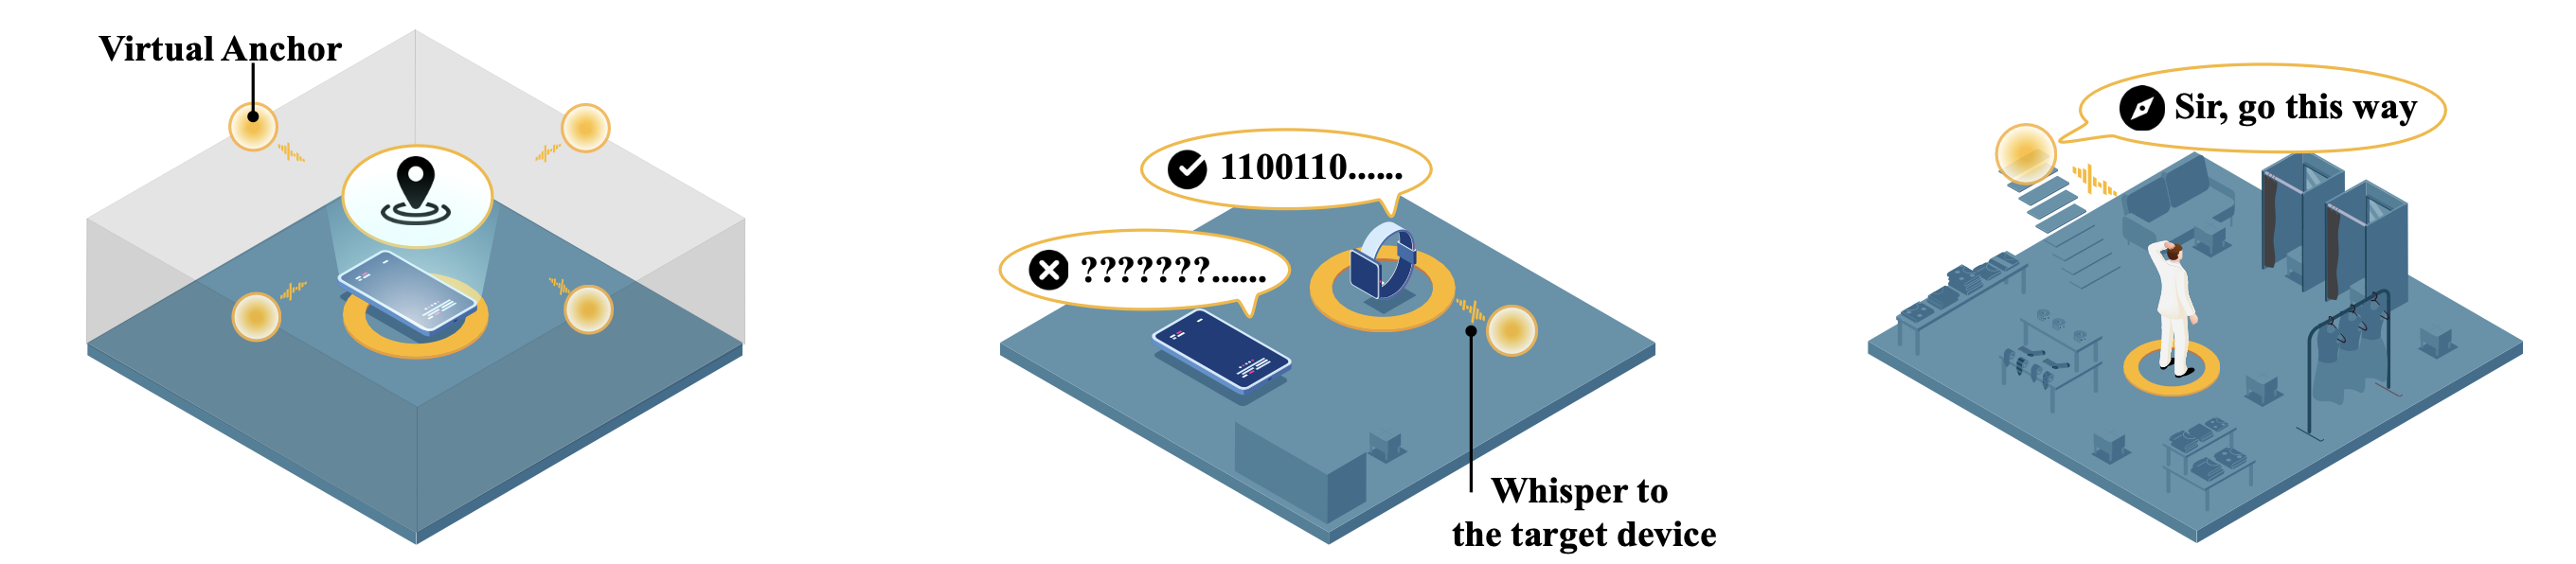 Virtual Anchor
1100110......
???????......
Whisper to
the target device
Sir, go this way